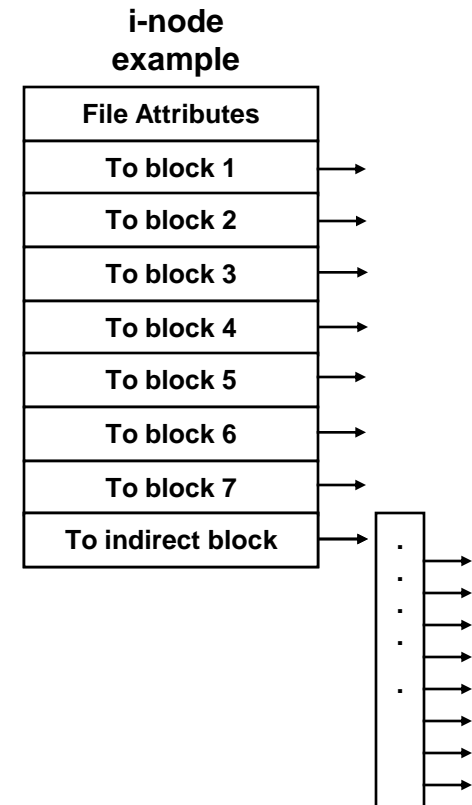 i-node
example
File Attributes
To block 1
To block 2
To block 3
To block 4
To block 5
To block 6
To block 7
To indirect block
.
.
.
.
.